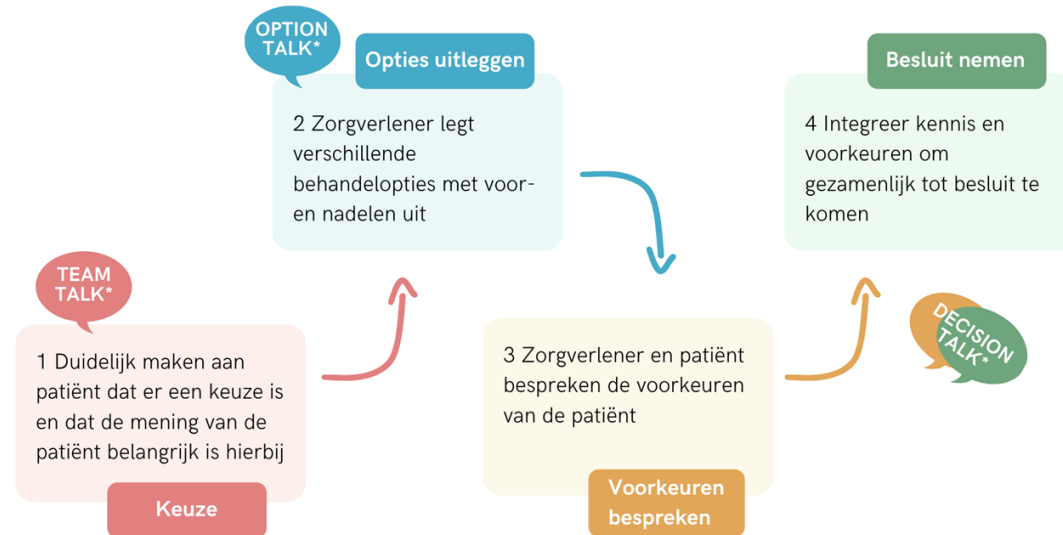 TEAM
TALK*
1 Duidelijk maken aan
patiënt dat er een keuze is
en dat de mening van de
patiënt belangrijk is hierbij
Keuze
OPTION
TALK*
Opties uitleggen
2 Zorgverlener legt
verschillende
behandelopties met voor-
en nadelen uit
3 Zorgverlener en patiënt
bespreken de voorkeuren
van de patiënt
Voorkeuren
bespreken
Besluit nemen
4 Integreer kennis en
voorkeuren om
gezamenlijk tot besluit te
komen
DECISION
TALK*